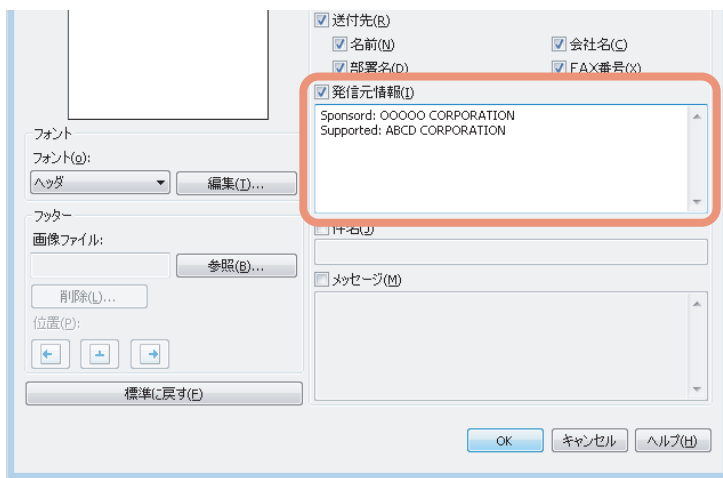 送付先(R)
名前(N)
会社名(C)
部署名(D)
FAX番号(X)
発信元情報(I)
Sponsord: OOOOO CORPORATION
Supported: ABCD CORPORATION
フォント
フォント(o):
ヘッダ
編集(T)...
フッター
画像ファイル:
参照(B)...
削除(L)...
位置(P):
標準に戻す(F)
件名(J)
メッセージ(M)
OK
キャンセル
ヘルプ(H)